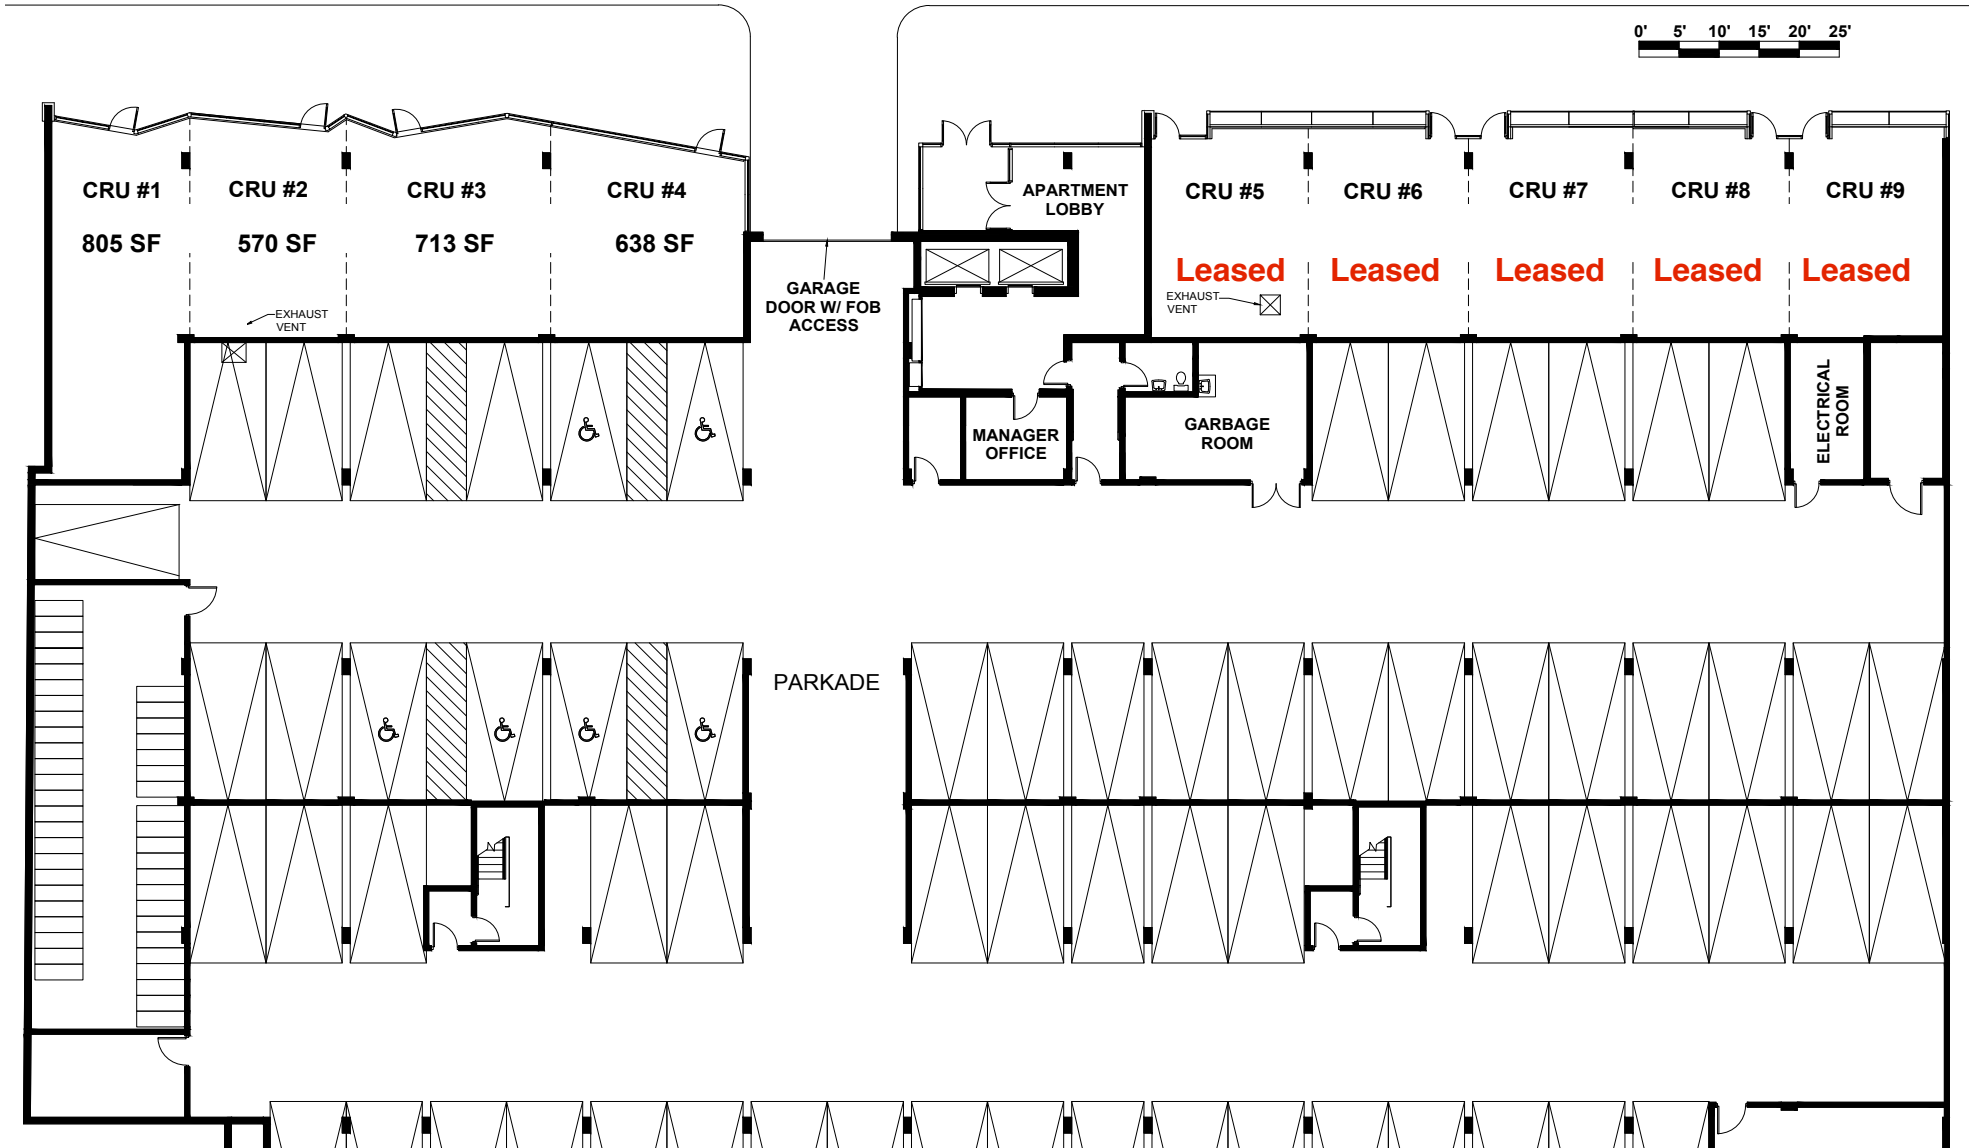 0' 5' 10' 15' 20' 25'
CRU #1
805 SF
CRU #2
570 SF
CRU #3
713 SF
CRU #4
638 SF
EXHAUST
VENT
GARAGE
DOOR W/ FOB
ACCESS
APARTMENT
LOBBY
CRU #5
Leased
CRU #6
Leased
CRU #7
Leased
CRU #8
Leased
CRU #9
Leased
EXHAUST
VENT
MANAGER
OFFICE
GARBAGE
ROOM
ELECTRICAL
ROOM
PARKADE
N
N